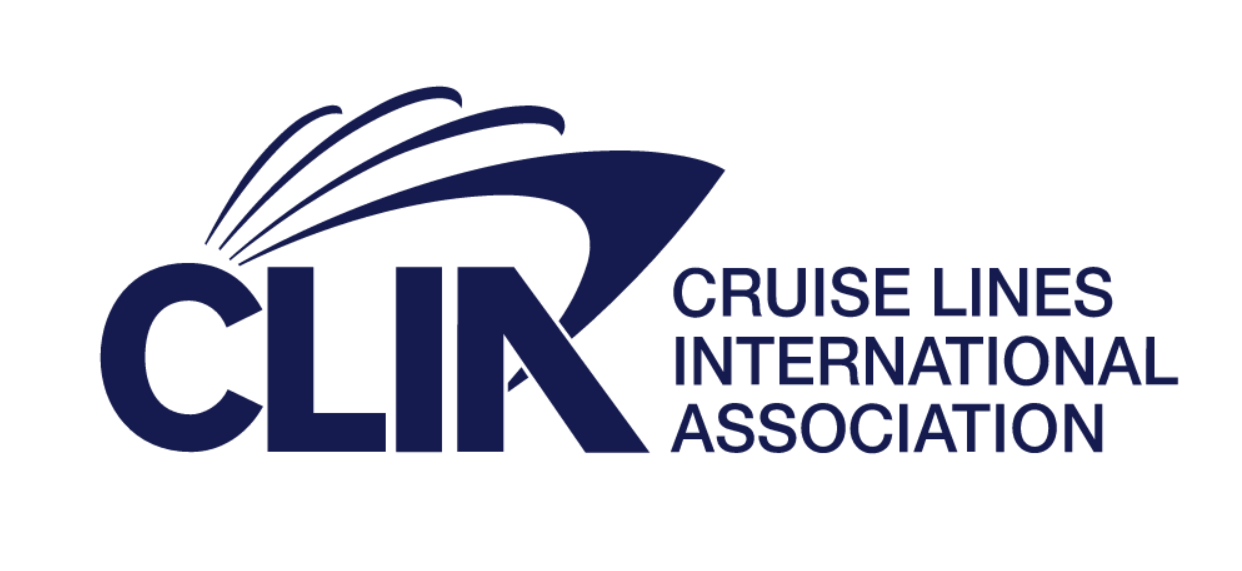 CLIA
CRUISE LINES
INTERNATIONAL
ASSOCIATION